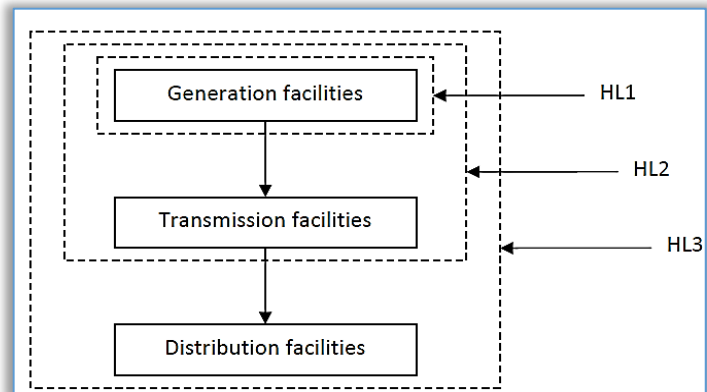 Generation facilities
HL1
HL2
Transmission facilities
HL3
Distribution facilities